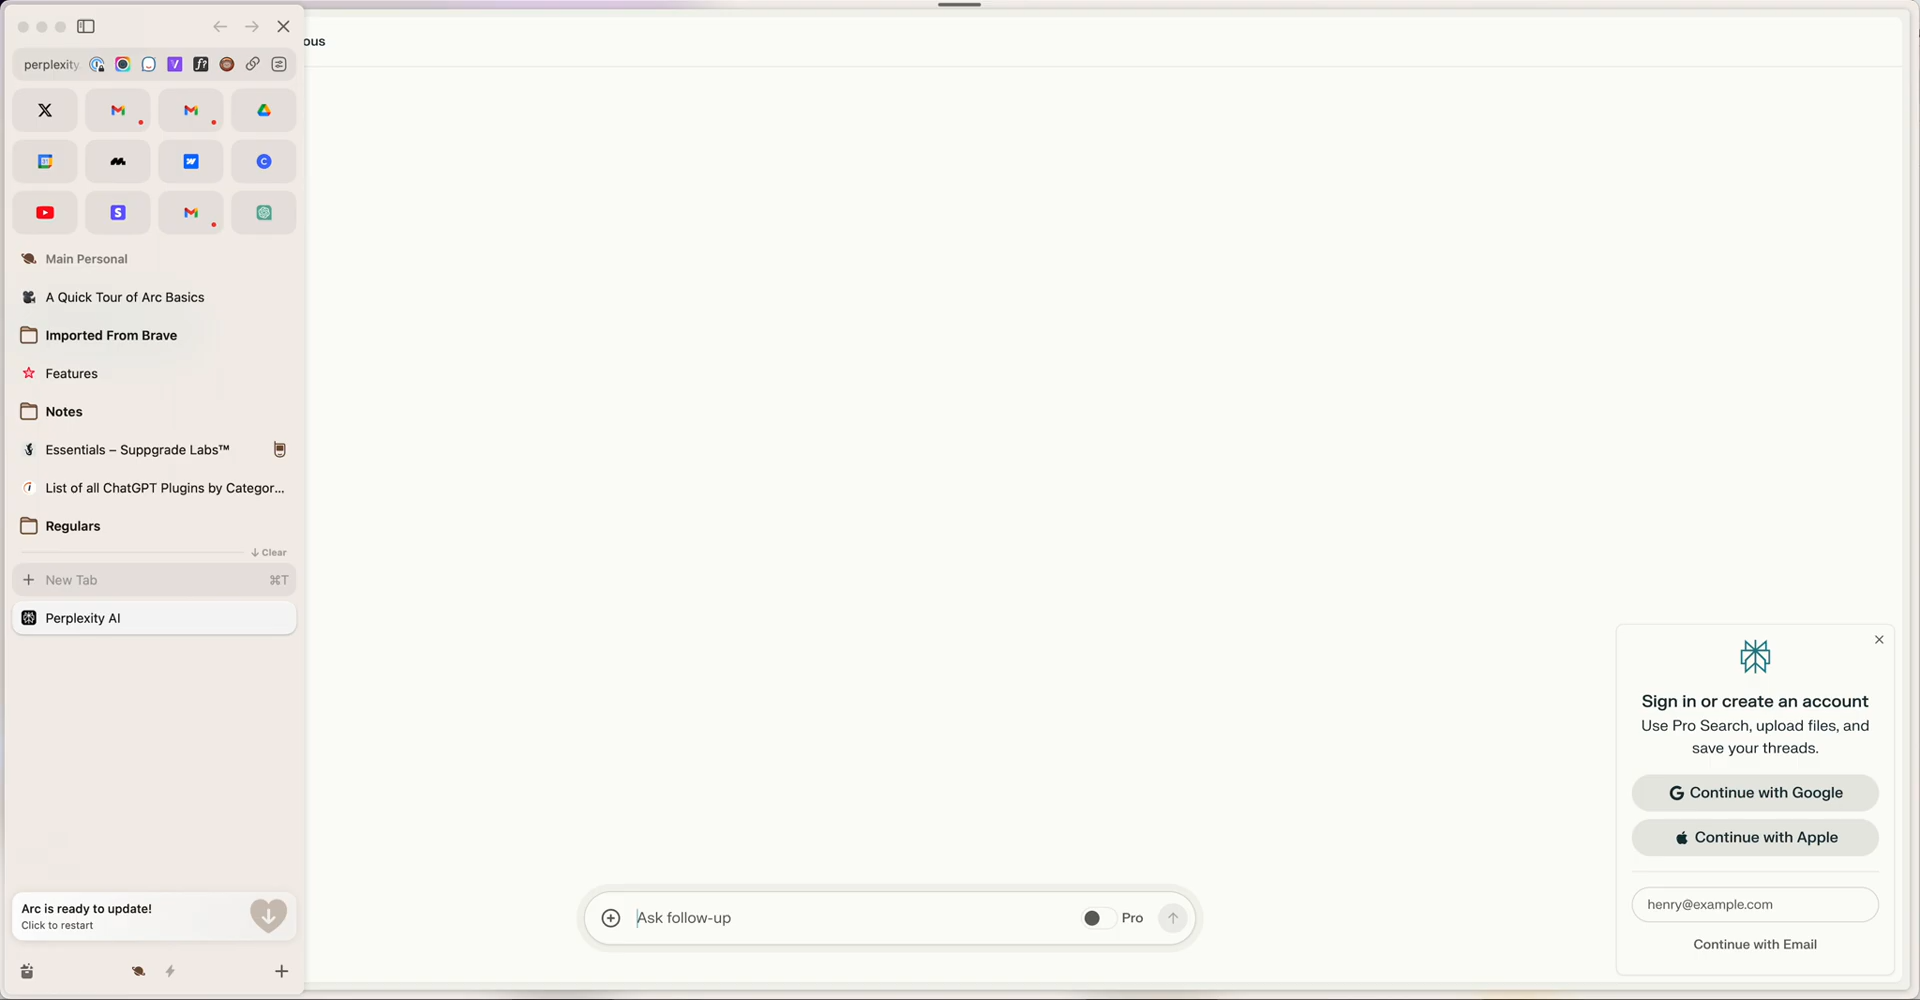 perplexity.
ous
Main Personal
A Quick Tour of Arc Basics
Imported From Brave
Features
Notes
Essentials – Suppgrade Labs™
List of all ChatGPT Plugins by Categor...
Regulars
Clear
New Tab ⌘T
Perplexity AI
Arc is ready to update!
Click to restart
Ask follow-up
Pro
Sign in or create an account
Use Pro Search, upload files, and
save your threads.
Continue with Google
Continue with Apple
henry@example.com
Continue with Email